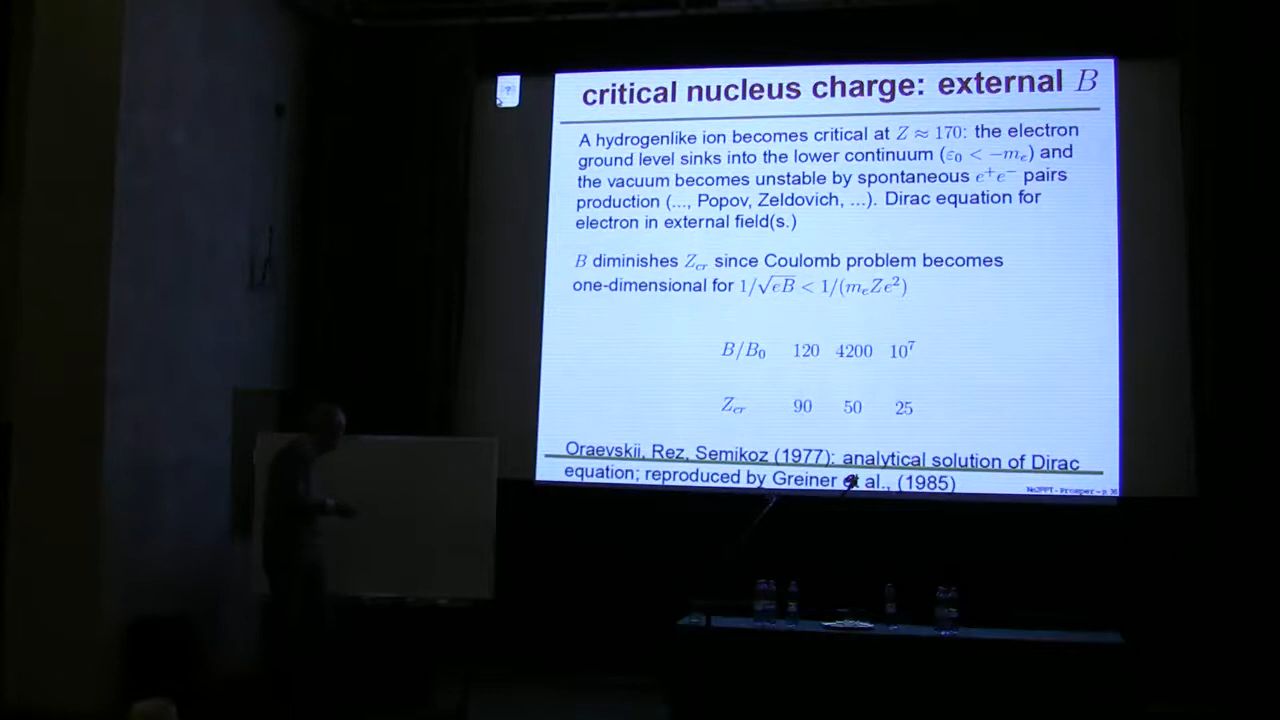 critical nucleus charge: external B
A hydrogenlike ion becomes critical at Z ≈ 170: the electron
ground level sinks into the lower continuum (ε₀ < −mₑ) and
the vacuum becomes unstable by spontaneous e⁺e⁻ pairs
production (..., Popov, Zeldovich, ...). Dirac equation for
electron in external field(s.)
B diminishes Z_cr since Coulomb problem becomes
one-dimensional for 1/√eB < 1/(mₑZe²)
B/B₀ 120 4200 10⁷
Z_cr 90 50 25
Oraevskii, Rez, Semikoz (1977): analytical solution of Dirac
equation; reproduced by Greiner et al., (1985)